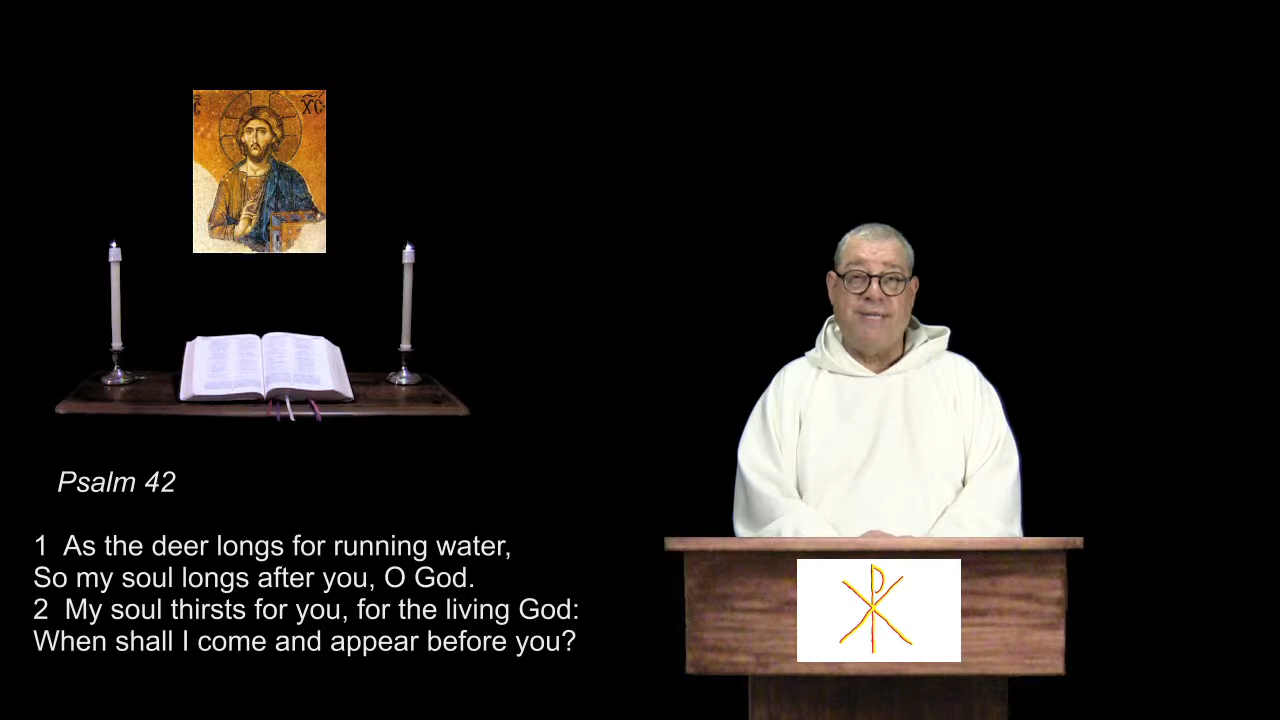 XC
Psalm 42
1 As the deer longs for running water,
So my soul longs after you, O God.
2 My soul thirsts for you, for the living God:
When shall I come and appear before you?